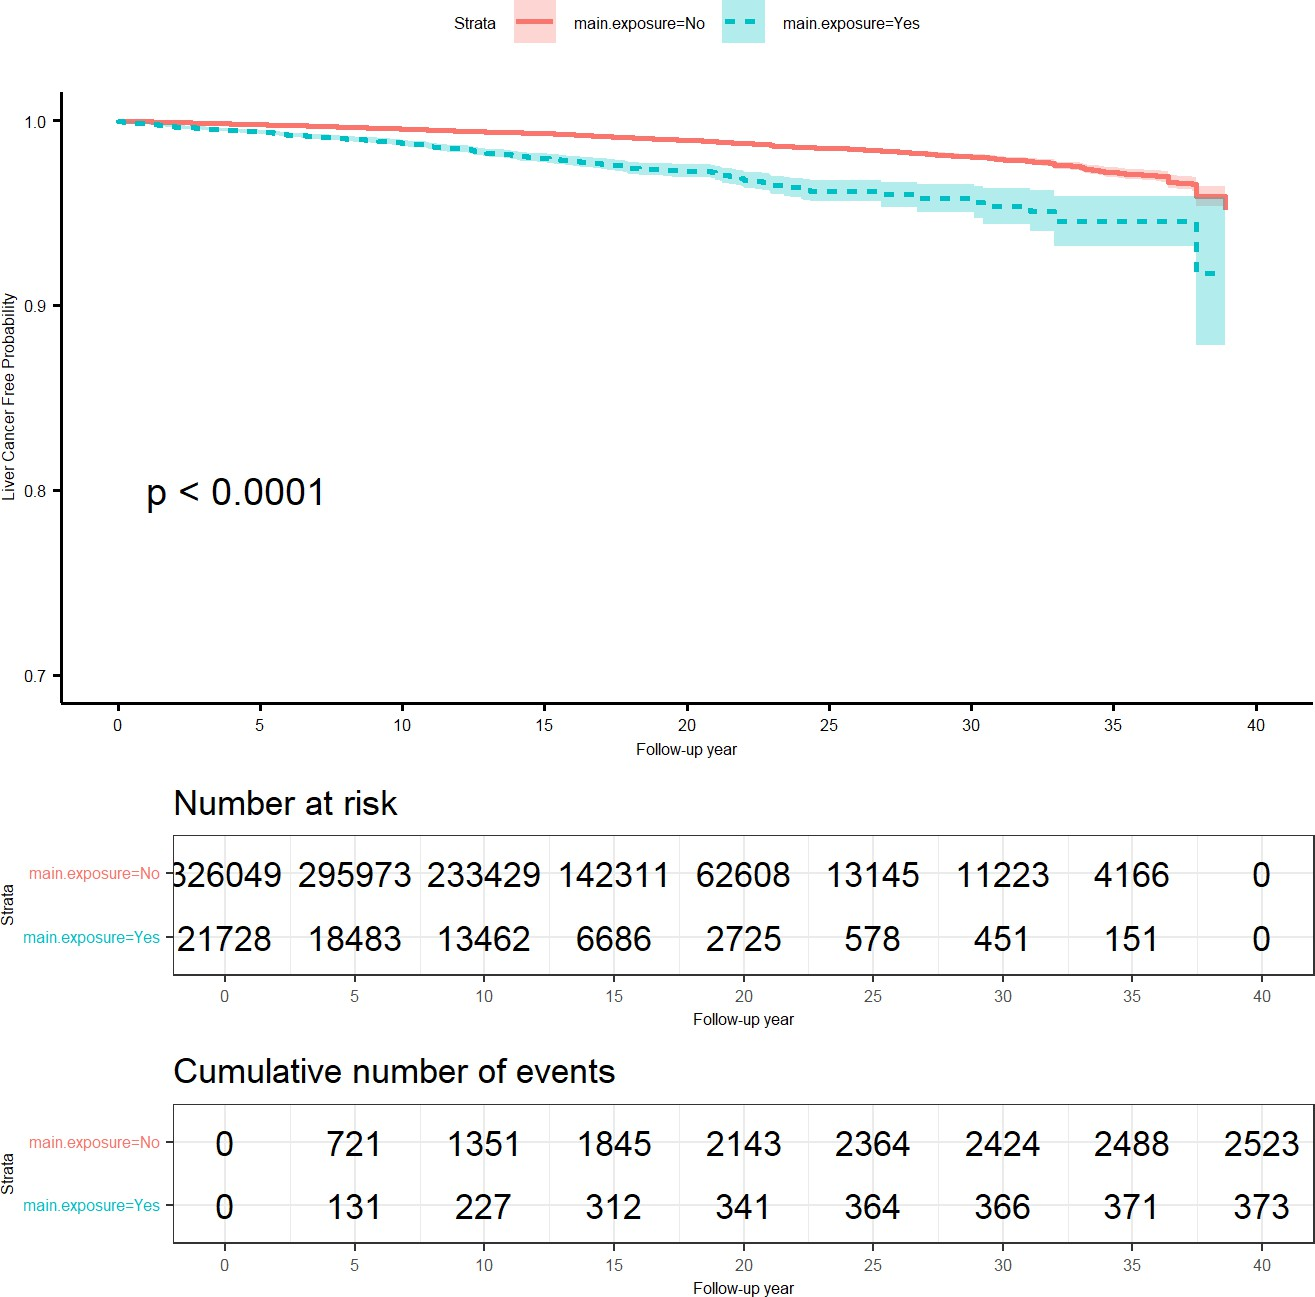 Strata main.exposure=No main.exposure=Yes
Liver Cancer Free Probability
1.0
0.9
0.8
0.7
p < 0.0001
0 5 10 15 20 25 30 35 40
Follow-up year
Number at risk
Strata
main.exposure=No 326049 295973 233429 142311 62608 13145 11223 4166 0
main.exposure=Yes 21728 18483 13462 6686 2725 578 451 151 0
0 5 10 15 20 25 30 35 40
Follow-up year
Cumulative number of events
Strata
main.exposure=No 0 721 1351 1845 2143 2364 2424 2488 2523
main.exposure=Yes 0 131 227 312 341 364 366 371 373
0 5 10 15 20 25 30 35 40
Follow-up year